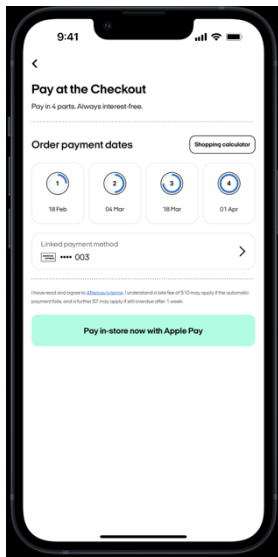 9:41
Pay at the Checkout
Pay in 4 parts. Always interest-free.
Order payment dates
Shopping calculator
1 2 3 4
18 Feb 04 Mar 18 Mar 01 Apr
Linked payment method
•••• 003
I have read and agree to Afterpay's terms. I understand a late fee of $10 may apply if the automatic
payment fails, and a further $7 may apply if still overdue after 1 week.
Pay in-store now with Apple Pay